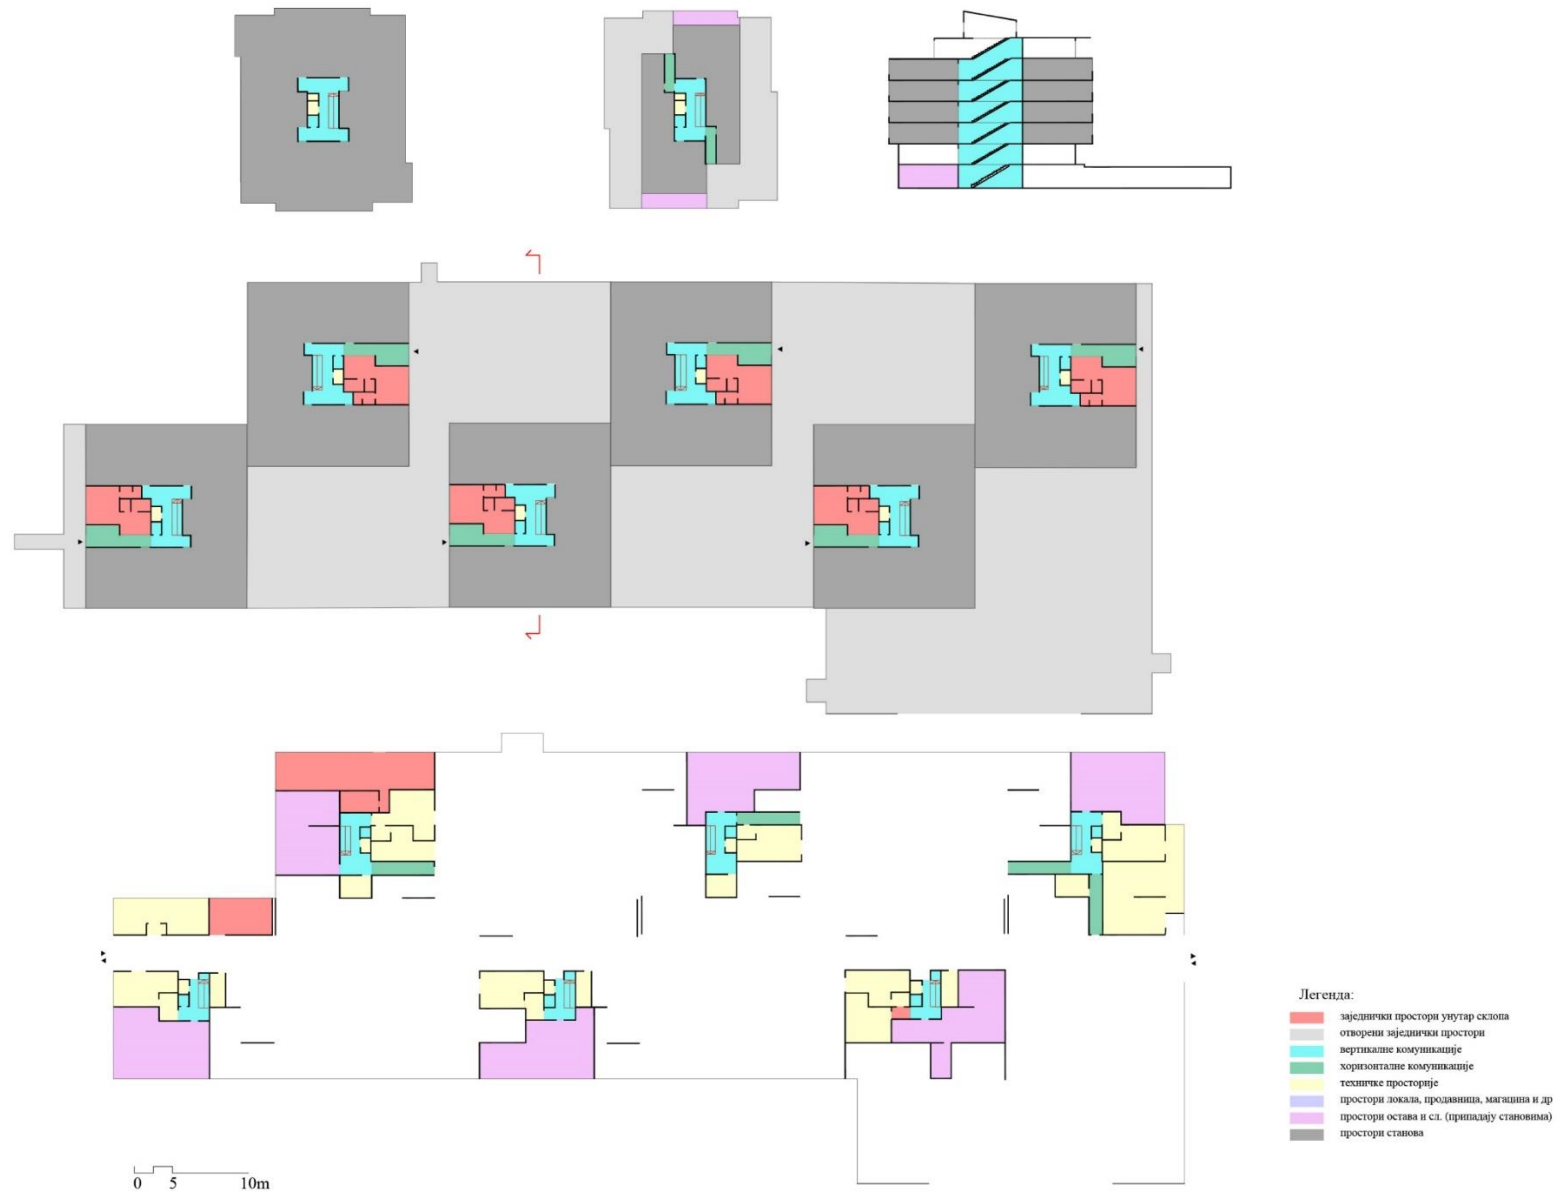 Легенда:
заједнички простори унутар склопа
отворени заједнички простори
вертикалне комуникације
хоризонталне комуникације
техничке просторије
простори локала, продавница, магацина и др
простори остава и сл. (припадају становима)
простори станова
0 5 10m